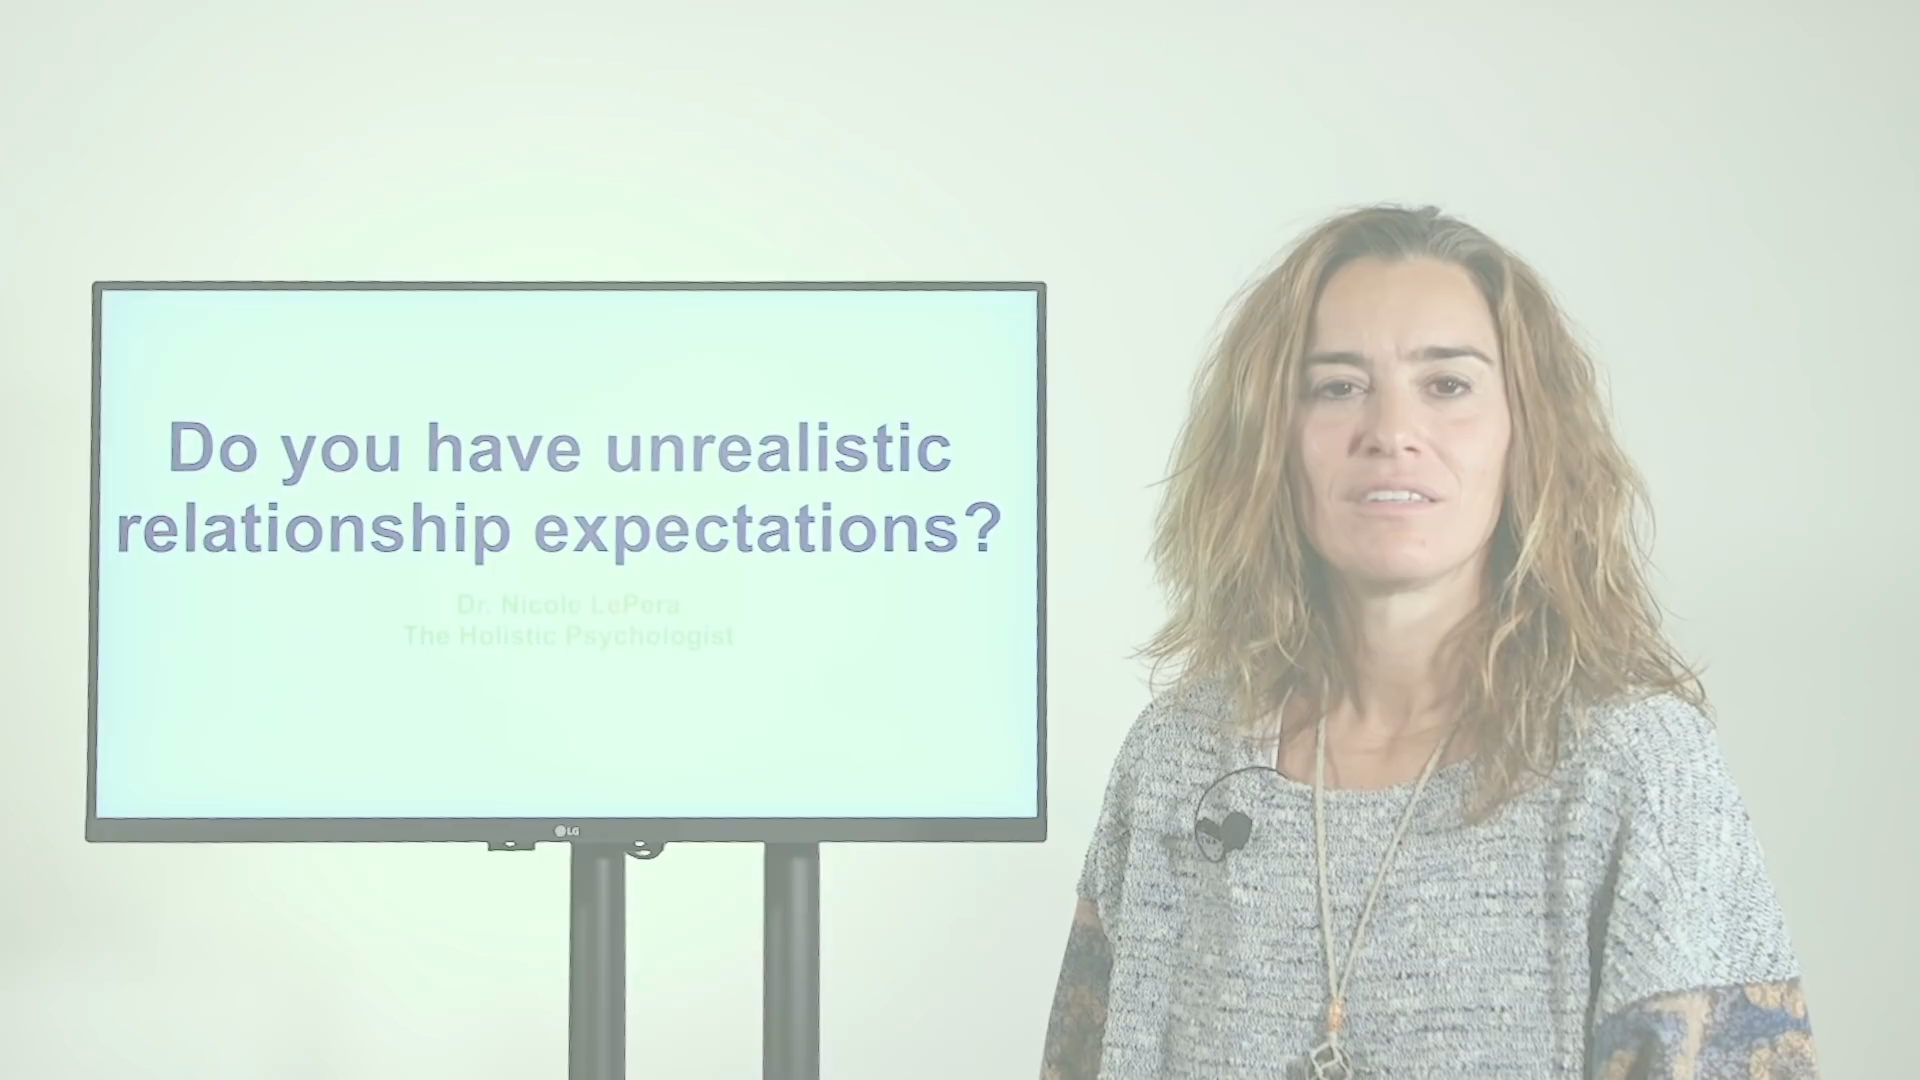 Do you have unrealistic
relationship expectations?
Dr. Nicole LePera
The Holistic Psychologist
LG